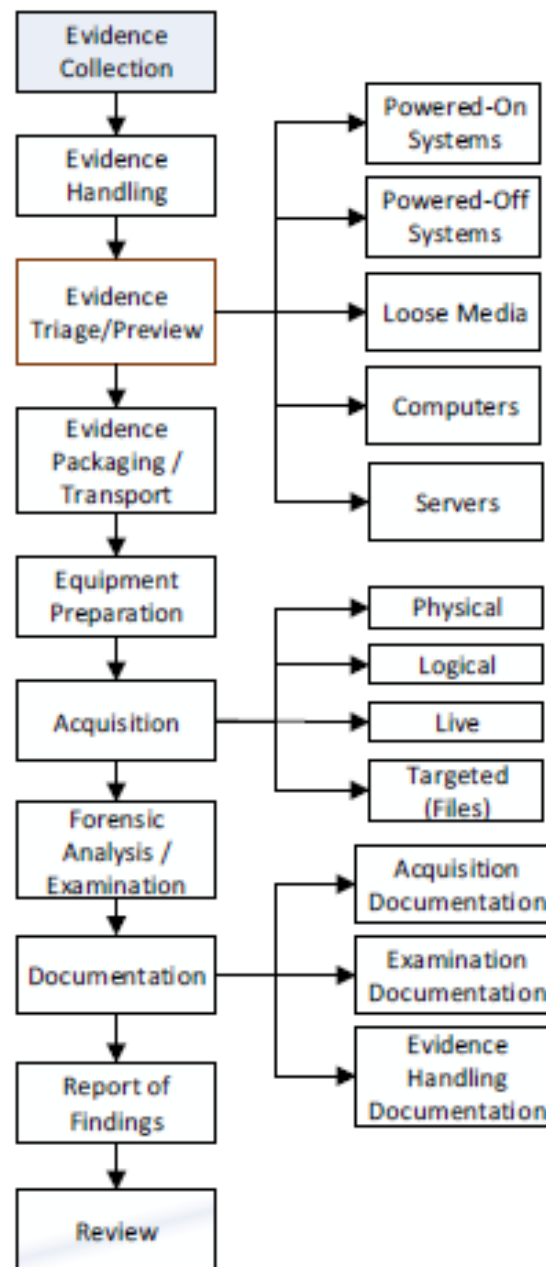 Evidence
Collection
Evidence
Handling
Evidence
Triage/Preview
Powered-On
Systems
Powered-Off
Systems
Loose Media
Computers
Servers
Evidence
Packaging /
Transport
Equipment
Preparation
Acquisition
Physical
Logical
Live
Targeted
(Files)
Forensic
Analysis /
Examination
Documentation
Acquisition
Documentation
Examination
Documentation
Evidence
Handling
Documentation
Report of
Findings
Review